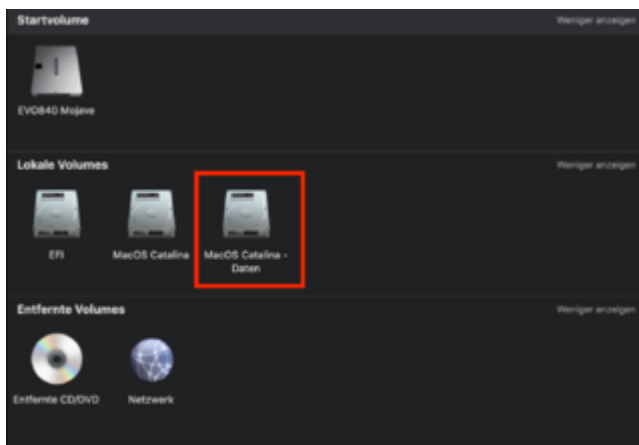 Startvolume
Weniger anzeigen
EVO840 Mojave
Lokale Volumes
Weniger anzeigen
EFI
MacOS Catalina
MacOS Catalina -
Daten
Entfernte Volumes
Weniger anzeigen
Entfernte CD/DVD
Netzwerk